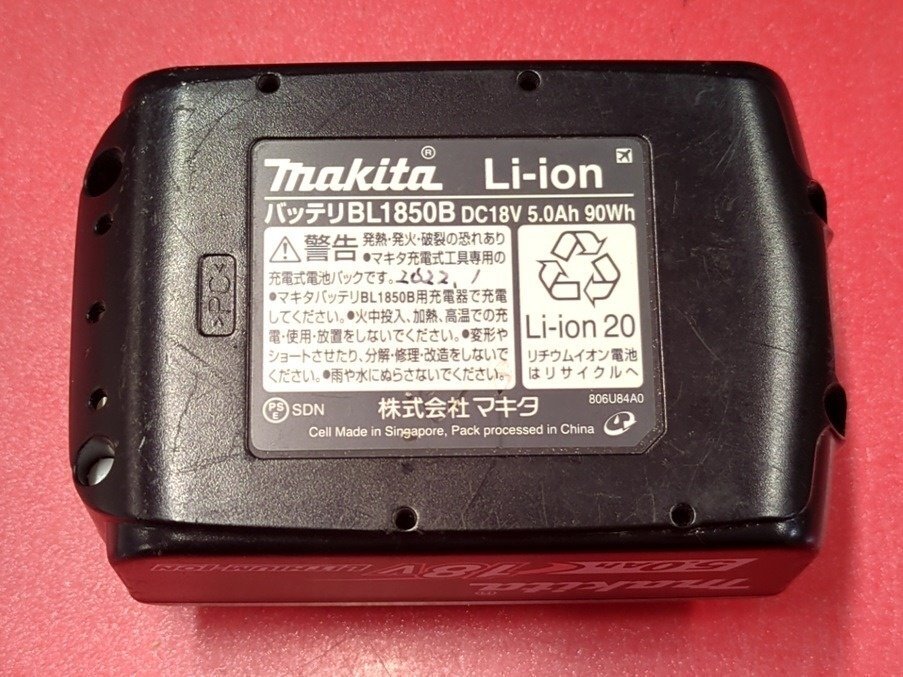 makita® Li-ion
バッテリBL1850B DC18V 5.0Ah 90Wh
警告 発熱・発火・破裂の恐れあり
●マキタ充電式工具専用の
充電式電池パックです。2022.1
●マキタバッテリBL1850B用充電器で充電
してください。●火中投入、加熱、高温での充
電・使用・放置をしないでください。●変形や
ショートさせたり、分解・修理・改造をしないで
ください。●雨や水にぬらさないでください。
Li-ion 20
リチウムイオン電池
はリサイクルへ
806U84A0
PS
E
SDN
株式会社マキタ
Cell Made in Singapore, Pack processed in China
>PC<
makita®
5.0Ah 18V LITHIUM-ION